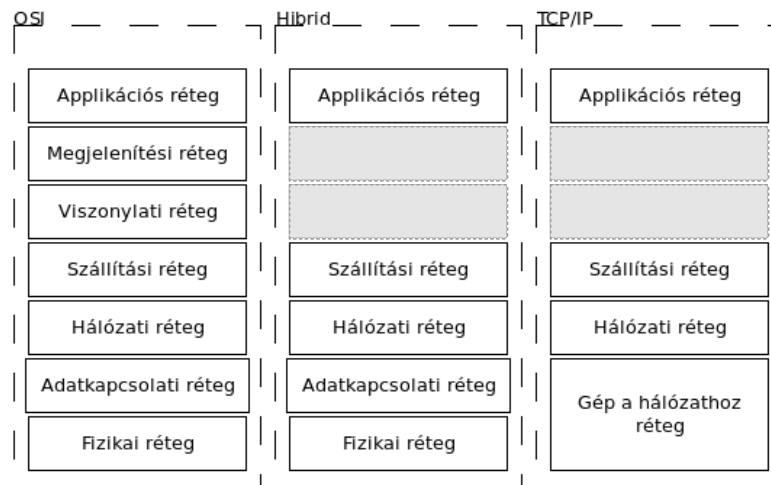 OSI
Applikációs réteg
Megjelenítési réteg
Viszonylati réteg
Szállítási réteg
Hálózati réteg
Adatkapcsolati réteg
Fizikai réteg
Hibrid
Applikációs réteg
Szállítási réteg
Hálózati réteg
Adatkapcsolati réteg
Fizikai réteg
TCP/IP
Applikációs réteg
Szállítási réteg
Hálózati réteg
Gép a hálózathoz
réteg